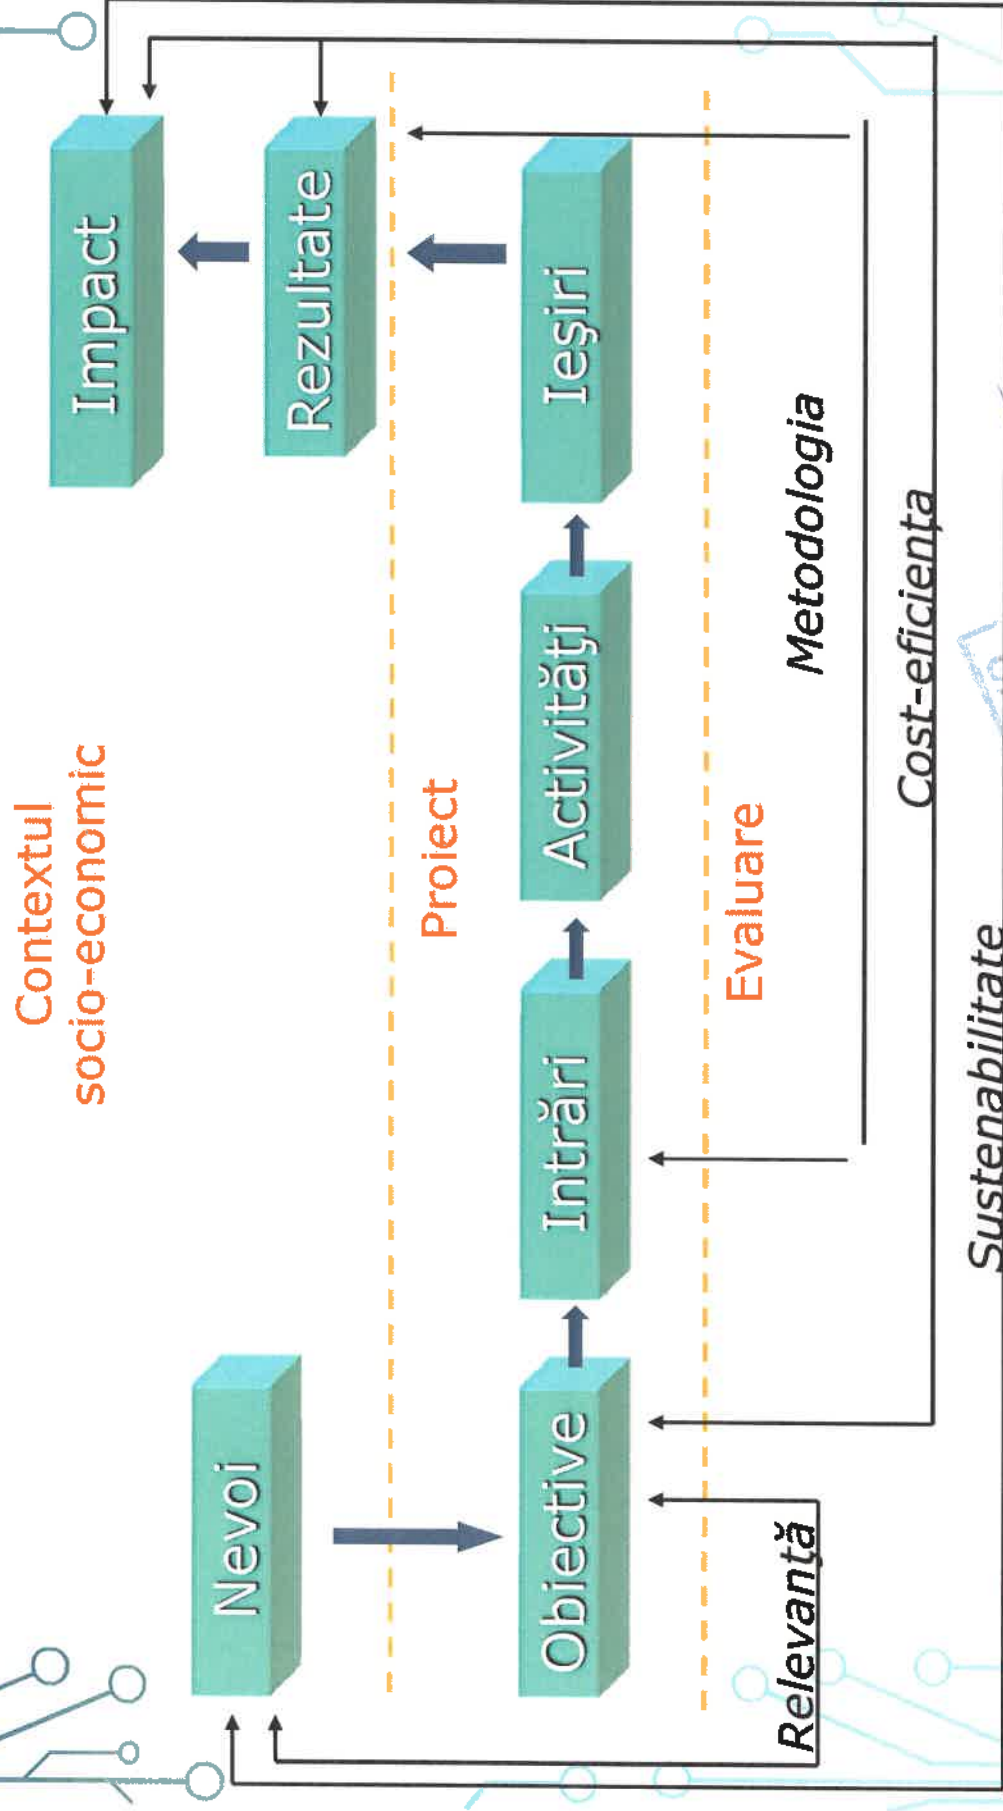 Contextul
socio-economic
Impact
Nevoi
Rezultate
Proiect
Obiective
Intrări
Activităţi
Ieşiri
Evaluare
Relevanţă
Metodologia
Cost-eficienţa
Sustenabilitate